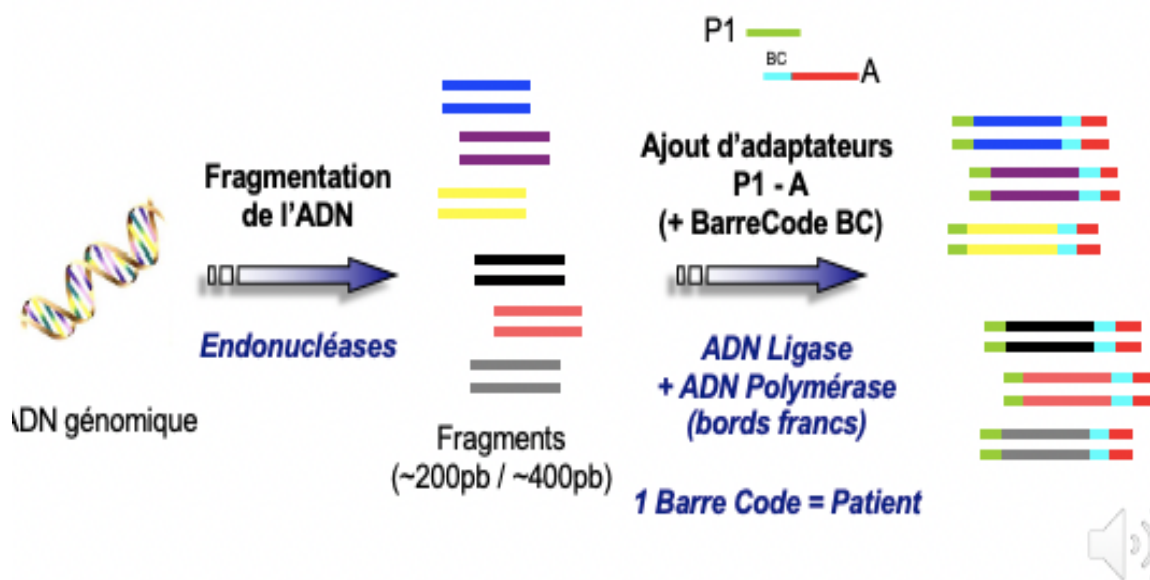 P1
BC
A
Fragmentation
de l'ADN
Endonucléases
ADN génomique
Fragments
(~200pb / ~400pb)
Ajout d'adaptateurs
P1 - A
(+ BarreCode BC)
ADN Ligase
+ ADN Polymérase
(bords francs)
1 Barre Code = Patient